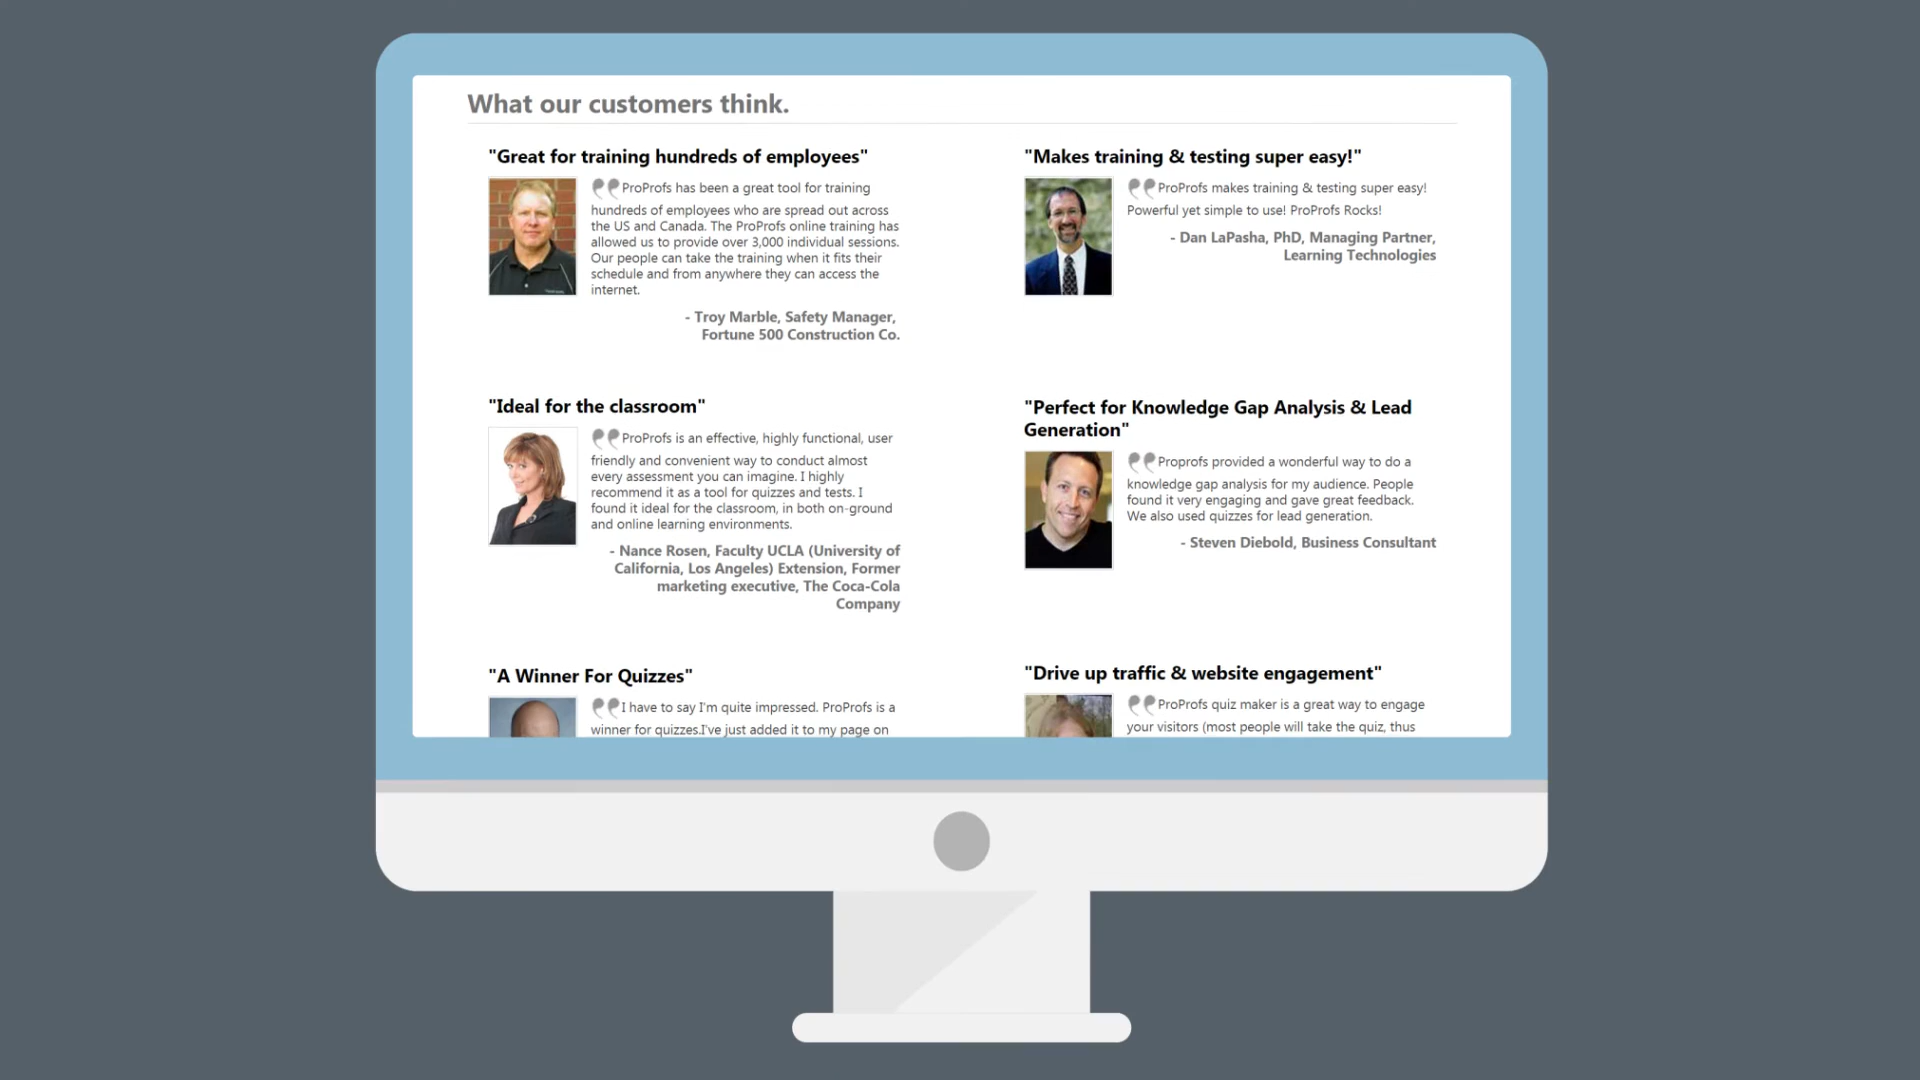 What our customers think.
"Great for training hundreds of employees"
ProProfs has been a great tool for training
hundreds of employees who are spread out across
the US and Canada. The ProProfs online training has
allowed us to provide over 3,000 individual sessions.
Our people can take the training when it fits their
schedule and from anywhere they can access the
internet.
- Troy Marble, Safety Manager,
Fortune 500 Construction Co.
"Makes training & testing super easy!"
ProProfs makes training & testing super easy!
Powerful yet simple to use! ProProfs Rocks!
- Dan LaPasha, PhD, Managing Partner,
Learning Technologies
"Ideal for the classroom"
ProProfs is an effective, highly functional, user
friendly and convenient way to conduct almost
every assessment you can imagine. I highly
recommend it as a tool for quizzes and tests. I
found it ideal for the classroom, in both on-ground
and online learning environments.
- Nance Rosen, Faculty UCLA (University of
California, Los Angeles) Extension, Former
marketing executive, The Coca-Cola
Company
"Perfect for Knowledge Gap Analysis & Lead
Generation"
Proprofs provided a wonderful way to do a
knowledge gap analysis for my audience. People
found it very engaging and gave great feedback.
We also used quizzes for lead generation.
- Steven Diebold, Business Consultant
"A Winner For Quizzes"
I have to say I'm quite impressed. ProProfs is a
winner for quizzes.I've just added it to my page on
"Drive up traffic & website engagement"
ProProfs quiz maker is a great way to engage
your visitors (most people will take the quiz, thus